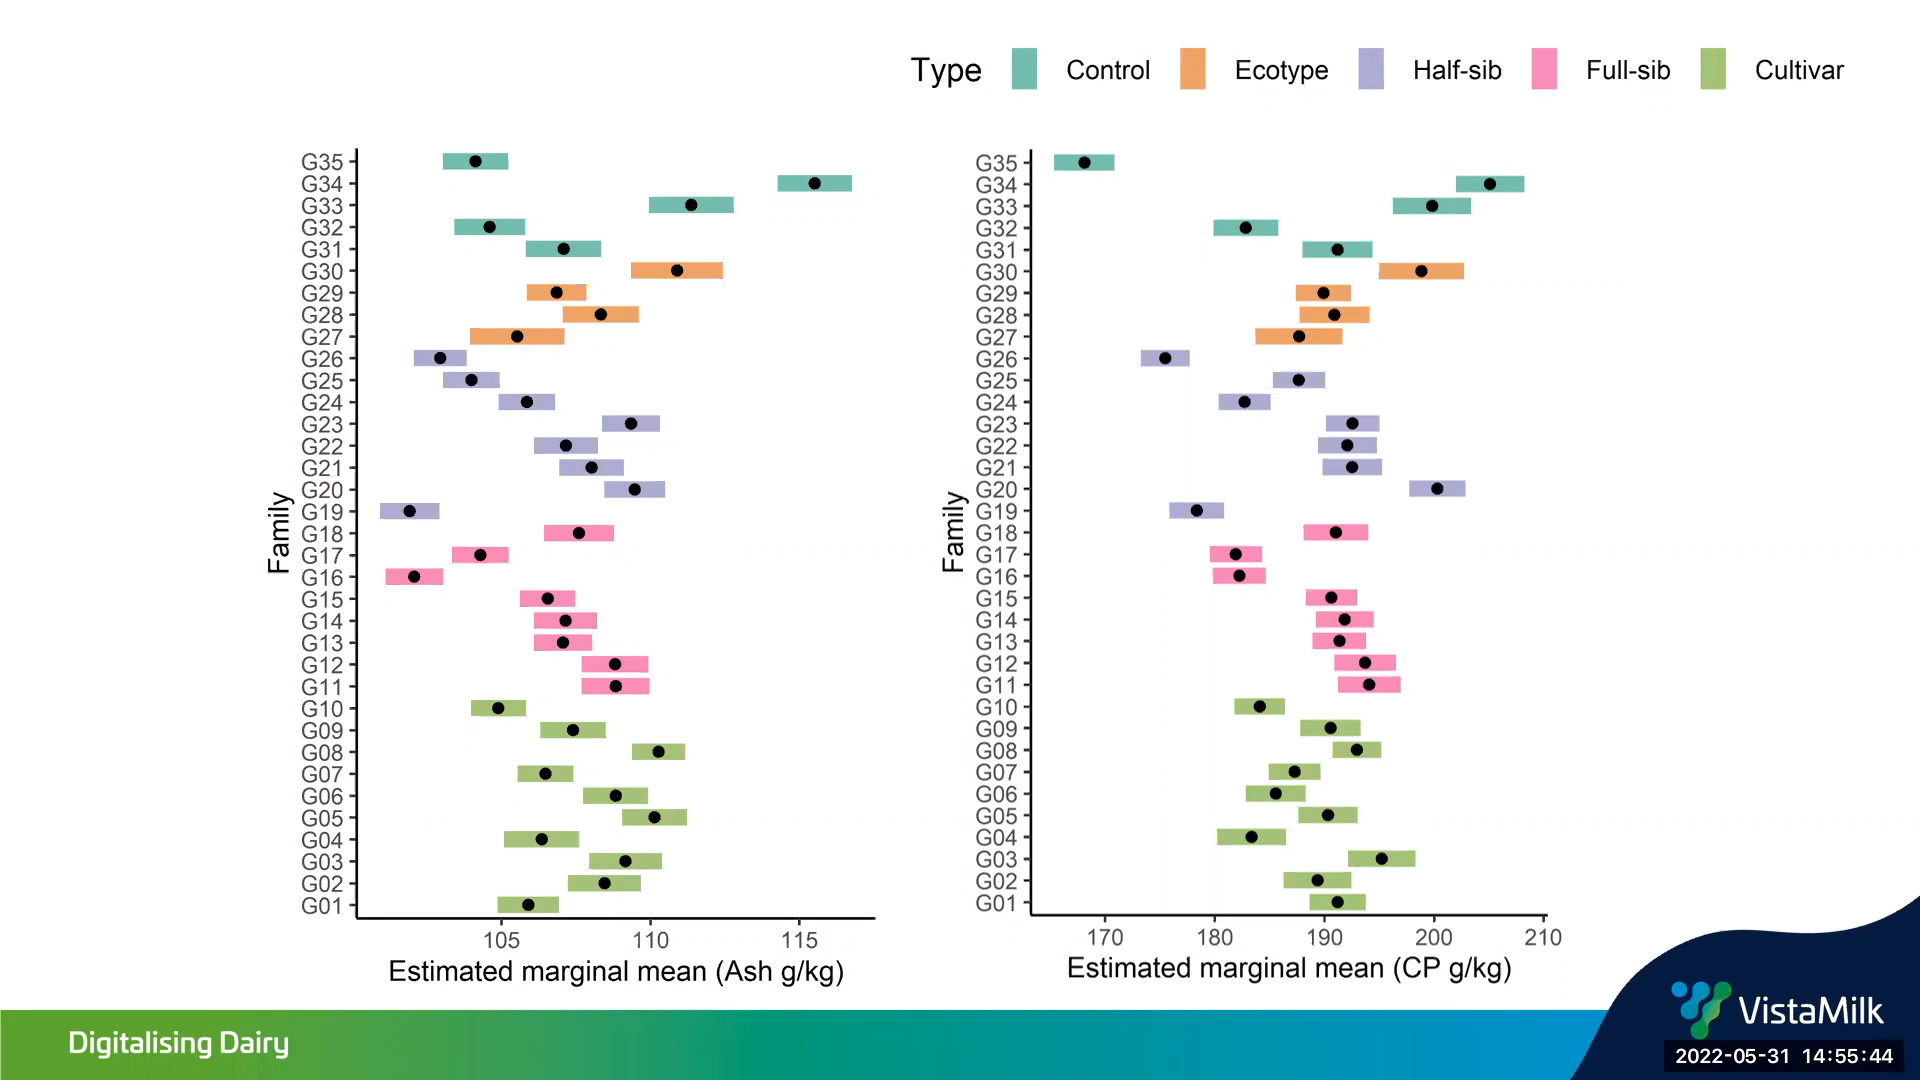 Type Control Ecotype Half-sib Full-sib Cultivar
Family
G35
G34
G33
G32
G31
G30
G29
G28
G27
G26
G25
G24
G23
G22
G21
G20
G19
G18
G17
G16
G15
G14
G13
G12
G11
G10
G09
G08
G07
G06
G05
G04
G03
G02
G01
105 110 115
Estimated marginal mean (Ash g/kg)
Family
G35
G34
G33
G32
G31
G30
G29
G28
G27
G26
G25
G24
G23
G22
G21
G20
G19
G18
G17
G16
G15
G14
G13
G12
G11
G10
G09
G08
G07
G06
G05
G04
G03
G02
G01
170 180 190 200 210
Estimated marginal mean (CP g/kg)
Digitalising Dairy
VistaMilk
2022-05-31 14:55:44